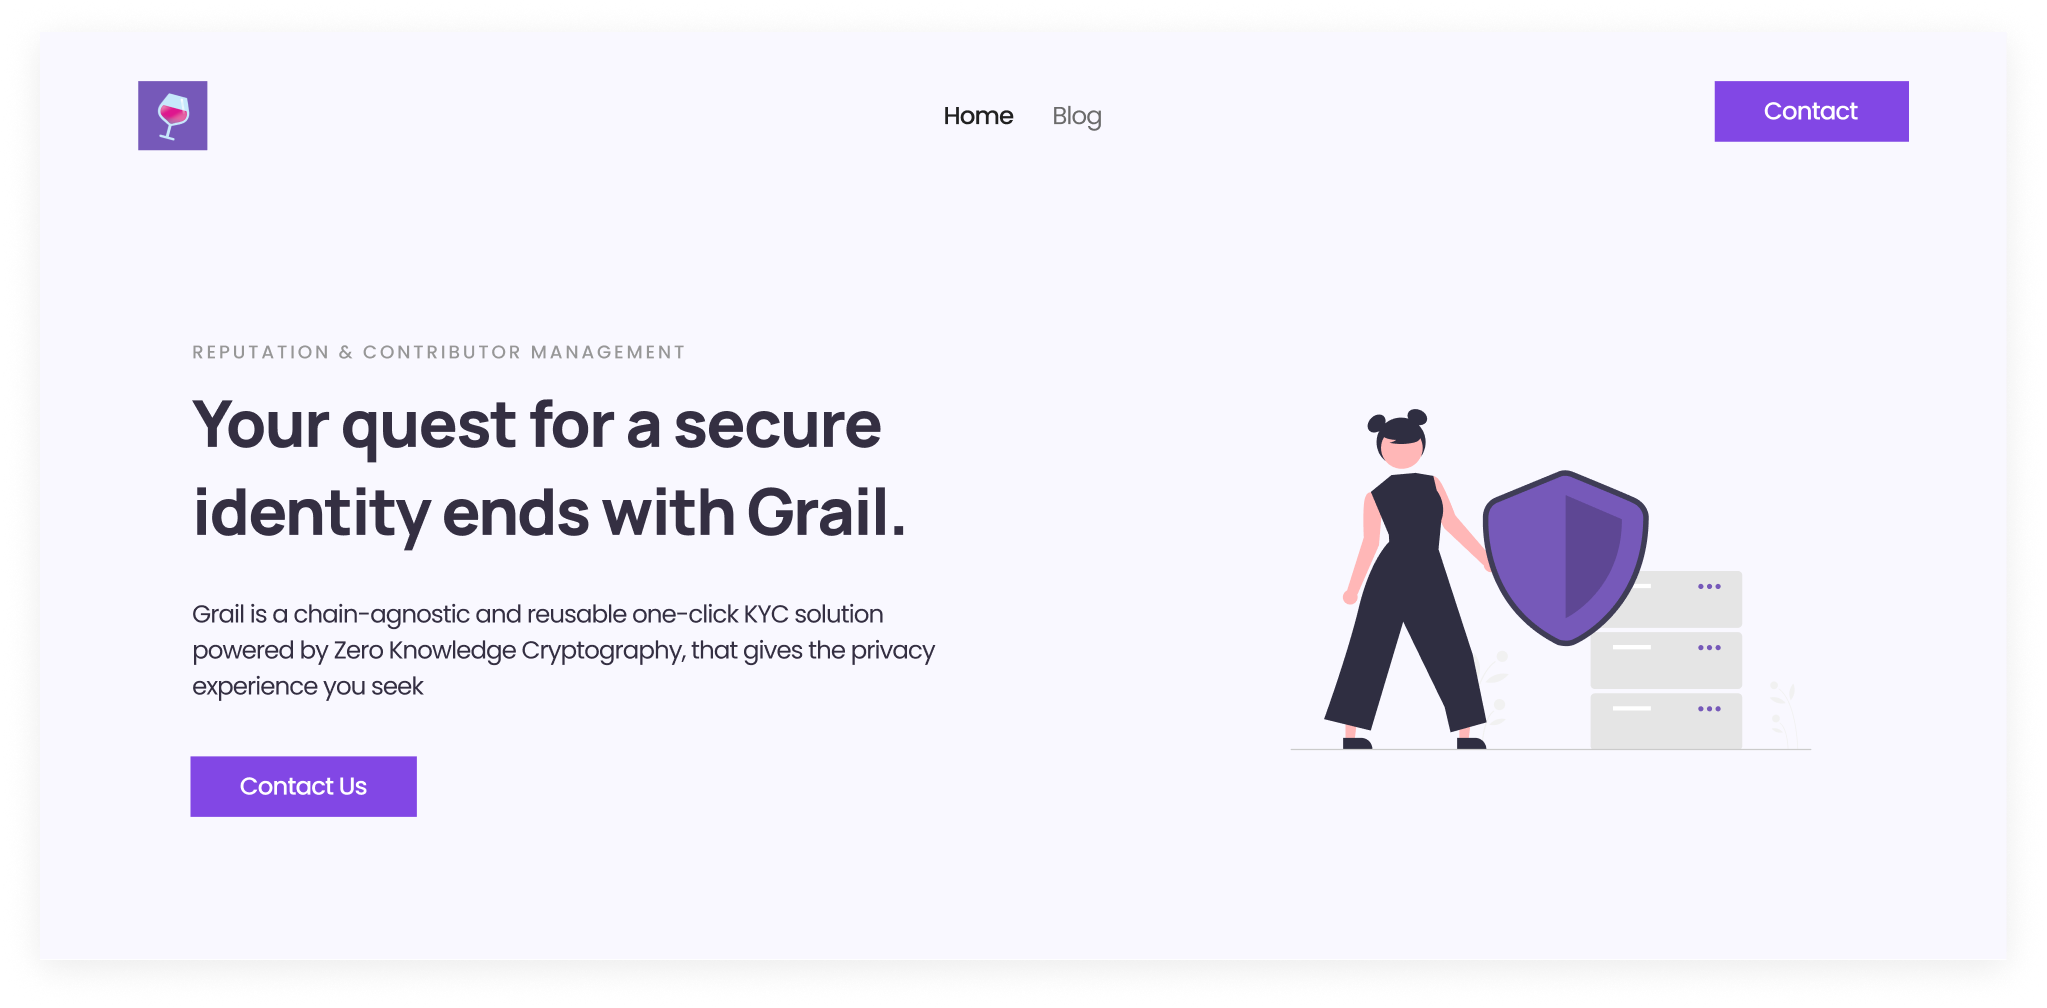 Home Blog Contact
REPUTATION & CONTRIBUTOR MANAGEMENT
Your quest for a secure
identity ends with Grail.
Grail is a chain-agnostic and reusable one-click KYC solution
powered by Zero Knowledge Cryptography, that gives the privacy
experience you seek
Contact Us